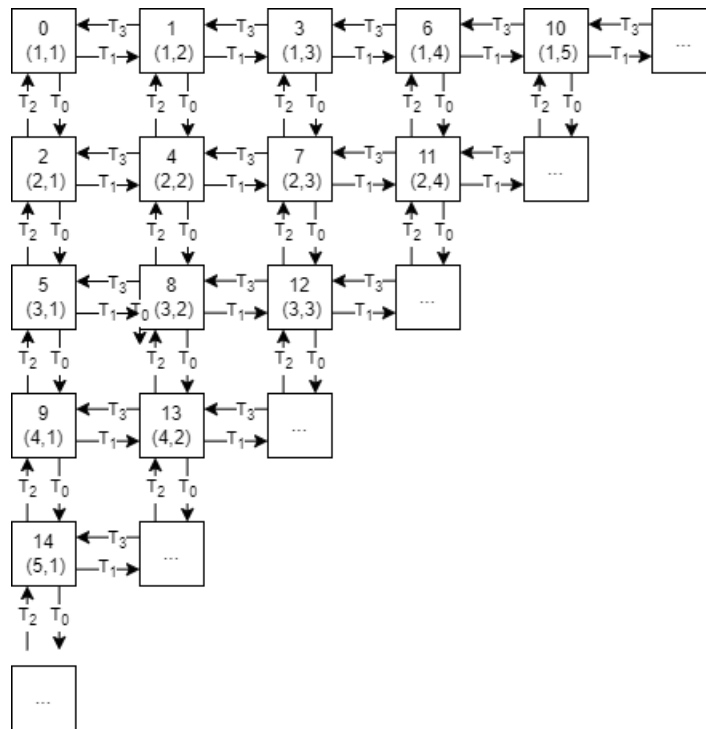 0 T₃ 1 T₃ 3 T₃ 6 T₃ 10 T₃
(1,1) T₁ (1,2) T₁ (1,3) T₁ (1,4) T₁ (1,5) T₁ ...
T₂ T₀ T₂ T₀ T₂ T₀ T₂ T₀ T₂ T₀
2 T₃ 4 T₃ 7 T₃ 11 T₃
(2,1) T₁ (2,2) T₁ (2,3) T₁ (2,4) T₁ ...
T₂ T₀ T₂ T₀ T₂ T₀ T₂ T₀
5 T₃ 8 T₃ 12 T₃
(3,1) T₁ T₀ (3,2) T₁ (3,3) T₁ ...
T₂ T₀ T₂ T₀ T₂ T₀
9 T₃ 13 T₃
(4,1) T₁ (4,2) T₁ ...
T₂ T₀ T₂ T₀
14 T₃
(5,1) T₁ ...
T₂ T₀
...